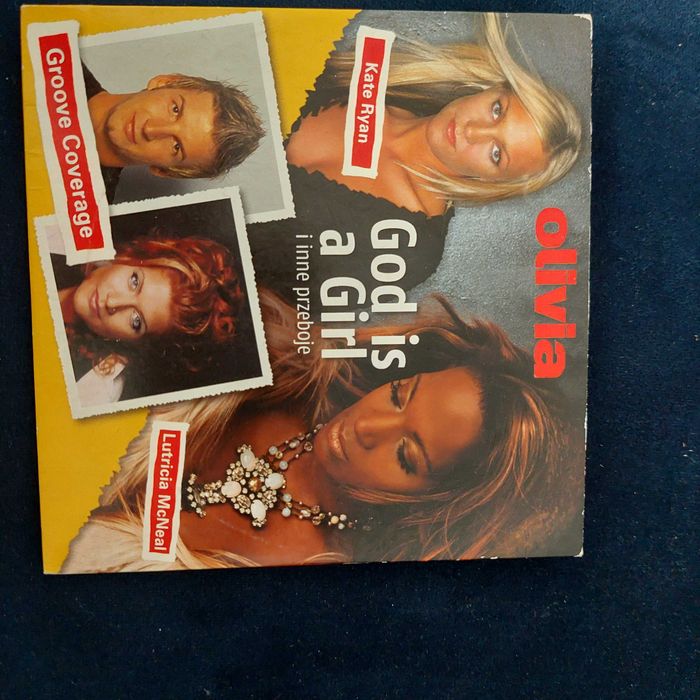 olivia
Kate Ryan
God is
a Girl
i inne przeboje
Groove Coverage
Lutricia McNeal